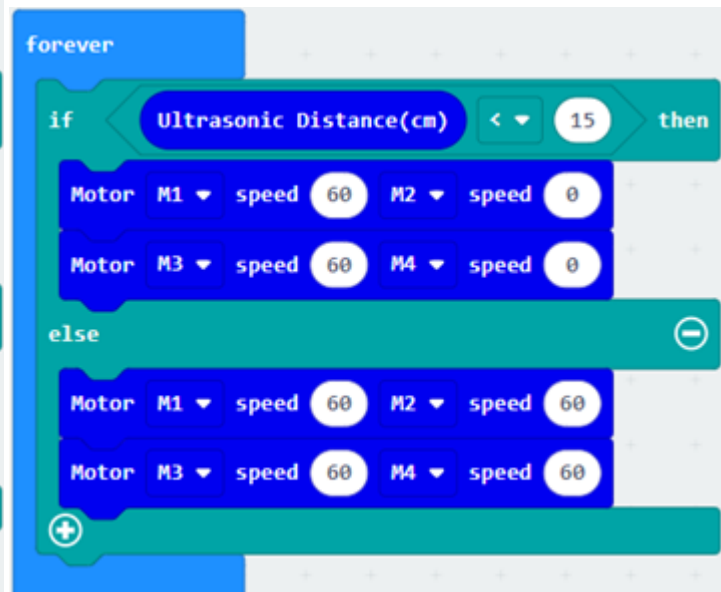 forever
if Ultrasonic Distance(cm) < 15 then
Motor M1 speed 60 M2 speed 0
Motor M3 speed 60 M4 speed 0
else
Motor M1 speed 60 M2 speed 60
Motor M3 speed 60 M4 speed 60